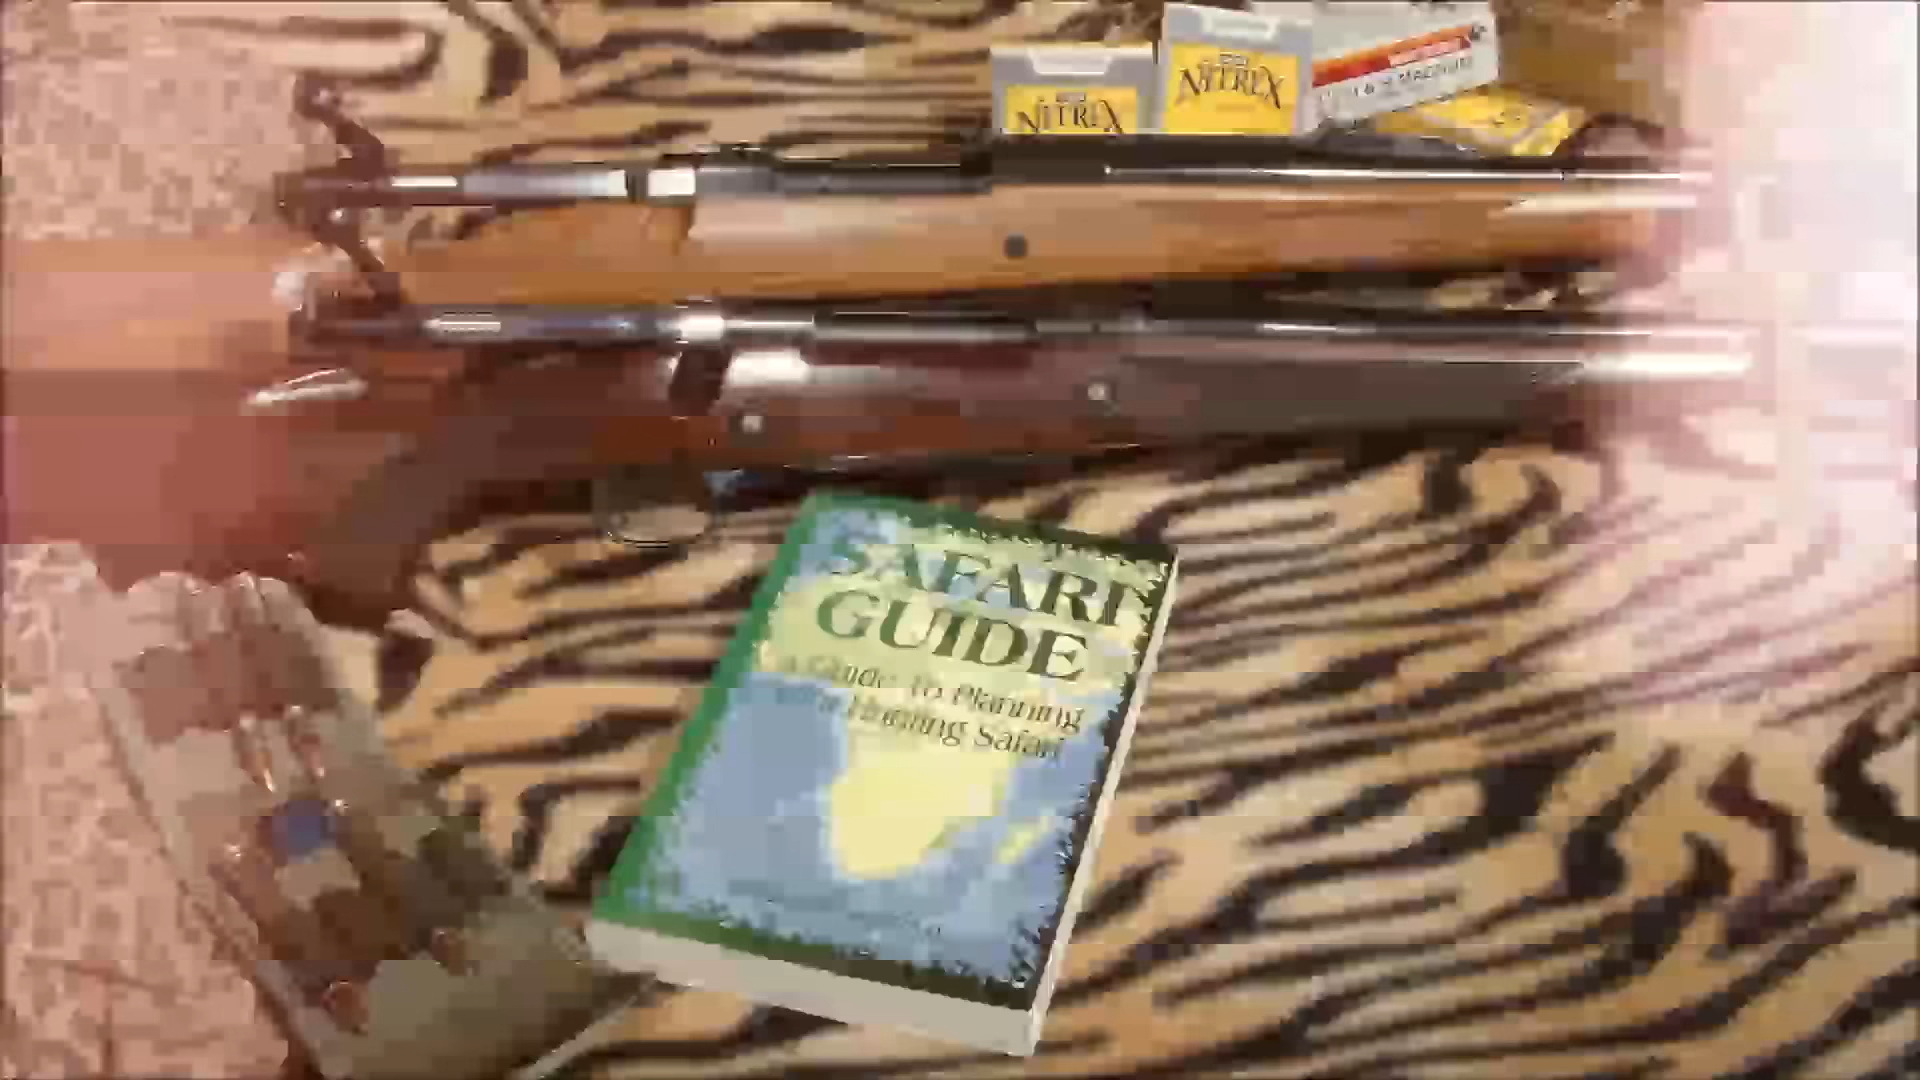 NITREX
NITREX
MAGNUM
SAFARI
GUIDE
A Guide To Planning
Hunting Safari